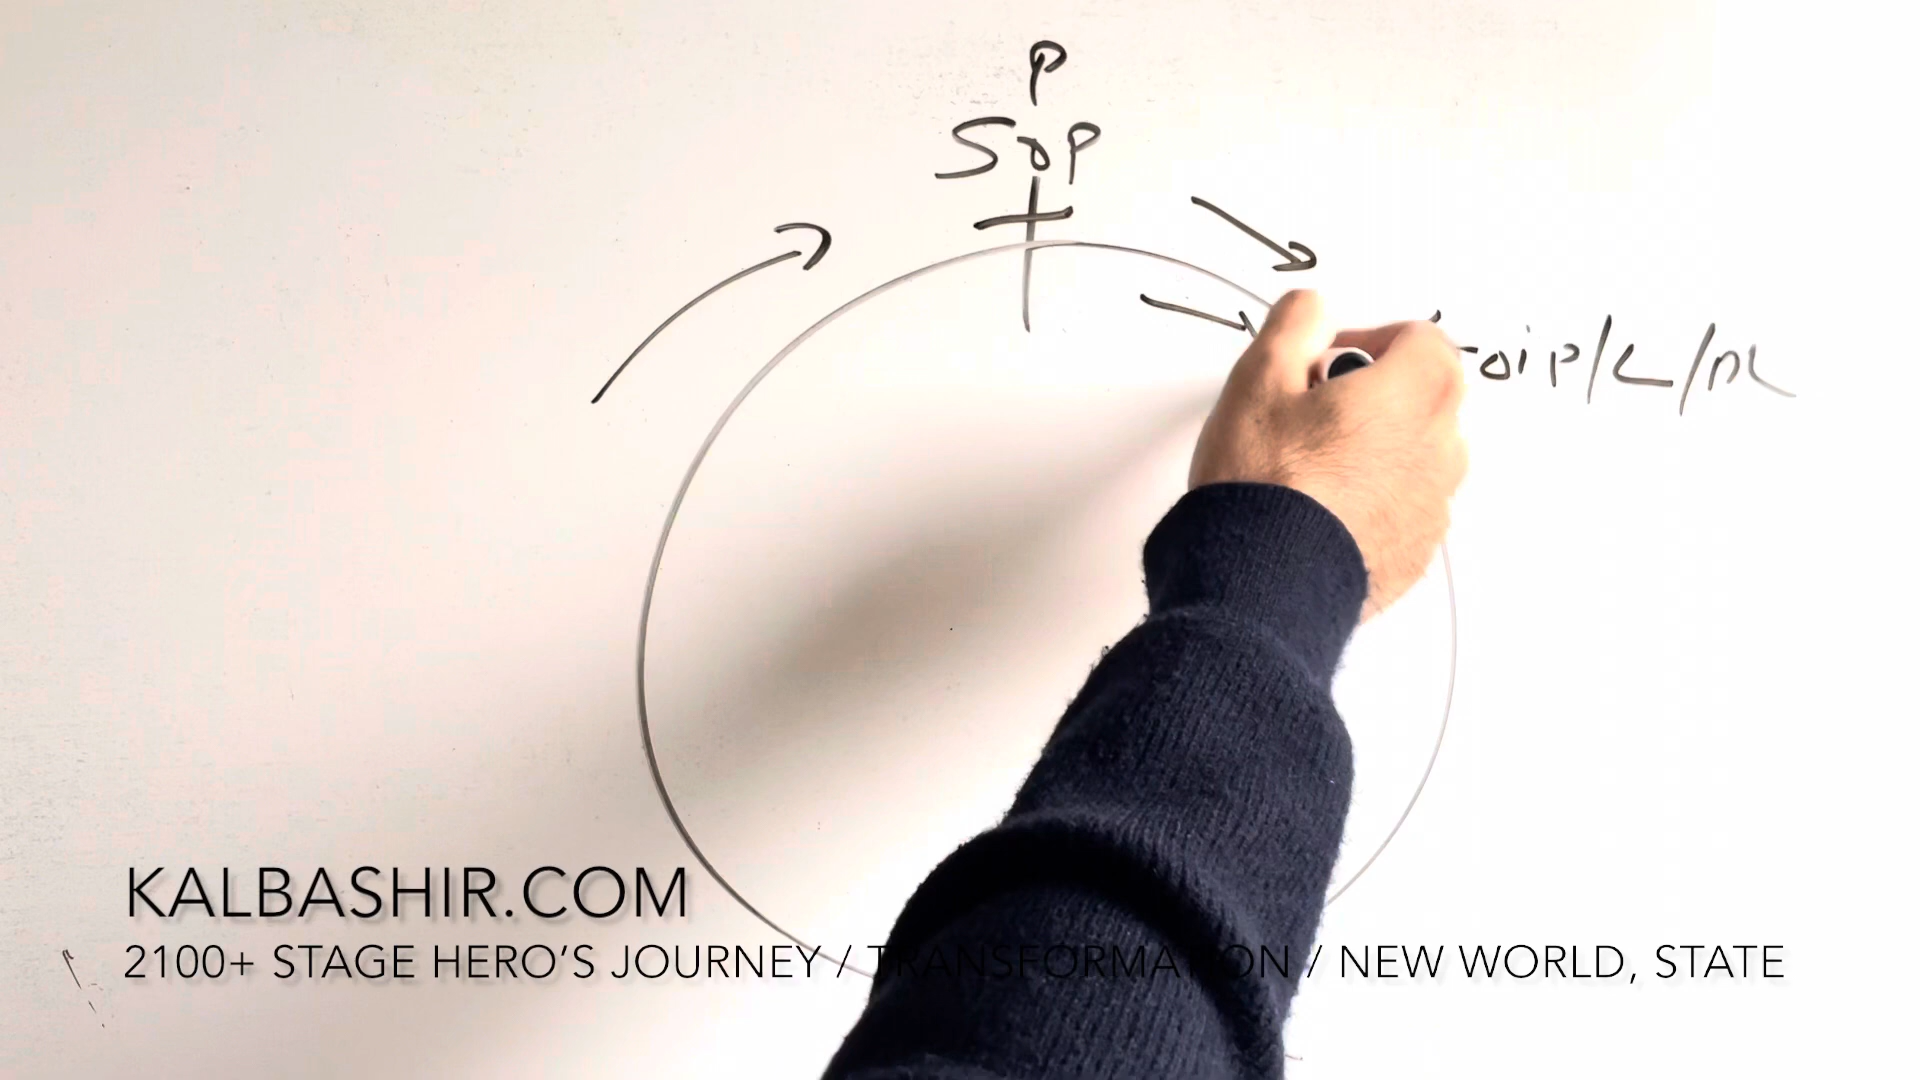 P
SOP
KALBASHIR.COM
2100+ STAGE HERO’S JOURNEY / TRANSFORMATION / NEW WORLD, STATE